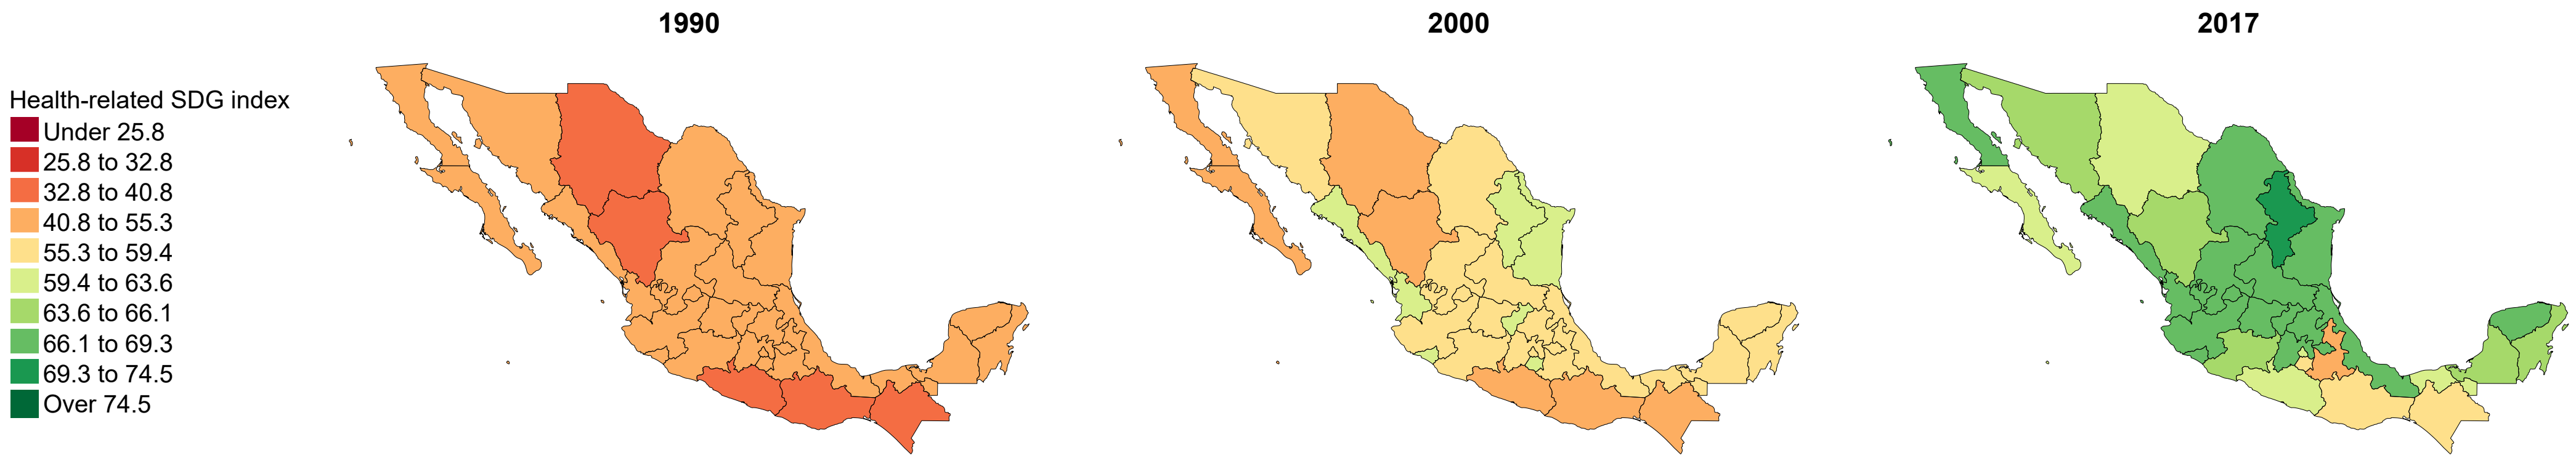 1990
2000
2017
Health-related SDG index
Under 25.8
25.8 to 32.8
32.8 to 40.8
40.8 to 55.3
55.3 to 59.4
59.4 to 63.6
63.6 to 66.1
66.1 to 69.3
69.3 to 74.5
Over 74.5